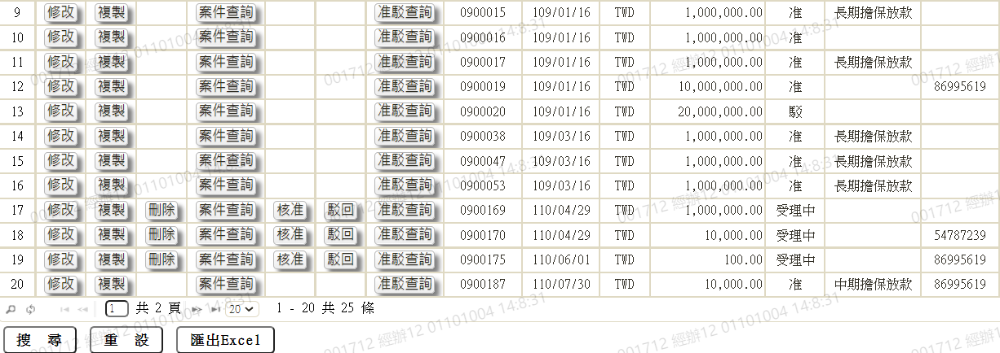 9 修改 複製 案件查詢 准駁查詢 0900015 109/01/16 TWD 1,000,000.00 准 長期擔保放款
10 修改 複製 案件查詢 准駁查詢 0900016 109/01/16 TWD 1,000,000.00 准
11 修改 複製 案件查詢 准駁查詢 0900017 109/01/16 TWD 1,000,000.00 准 長期擔保放款
12 修改 複製 案件查詢 准駁查詢 0900019 109/01/16 TWD 10,000,000.00 准 86995619
13 修改 複製 案件查詢 准駁查詢 0900020 109/01/16 TWD 20,000,000.00 駁
14 修改 複製 案件查詢 准駁查詢 0900038 109/03/16 TWD 1,000,000.00 准 長期擔保放款
15 修改 複製 案件查詢 准駁查詢 0900047 109/03/16 TWD 1,000,000.00 准 長期擔保放款
16 修改 複製 案件查詢 准駁查詢 0900053 109/03/16 TWD 1,000,000.00 准 長期擔保放款
17 修改 複製 刪除 案件查詢 核准 駁回 准駁查詢 0900169 110/04/29 TWD 1,000,000.00 受理中
18 修改 複製 刪除 案件查詢 核准 駁回 准駁查詢 0900170 110/04/29 TWD 10,000.00 受理中 54787239
19 修改 複製 刪除 案件查詢 核准 駁回 准駁查詢 0900175 110/06/01 TWD 100.00 受理中 86995619
20 修改 複製 案件查詢 准駁查詢 0900187 110/07/30 TWD 10,000.00 准 中期擔保放款 86995619
1 共 2 頁 20 1 - 20 共 25 條
搜 尋 重 設 匯出Excel
001712 經辦12 01101004 14:8:31